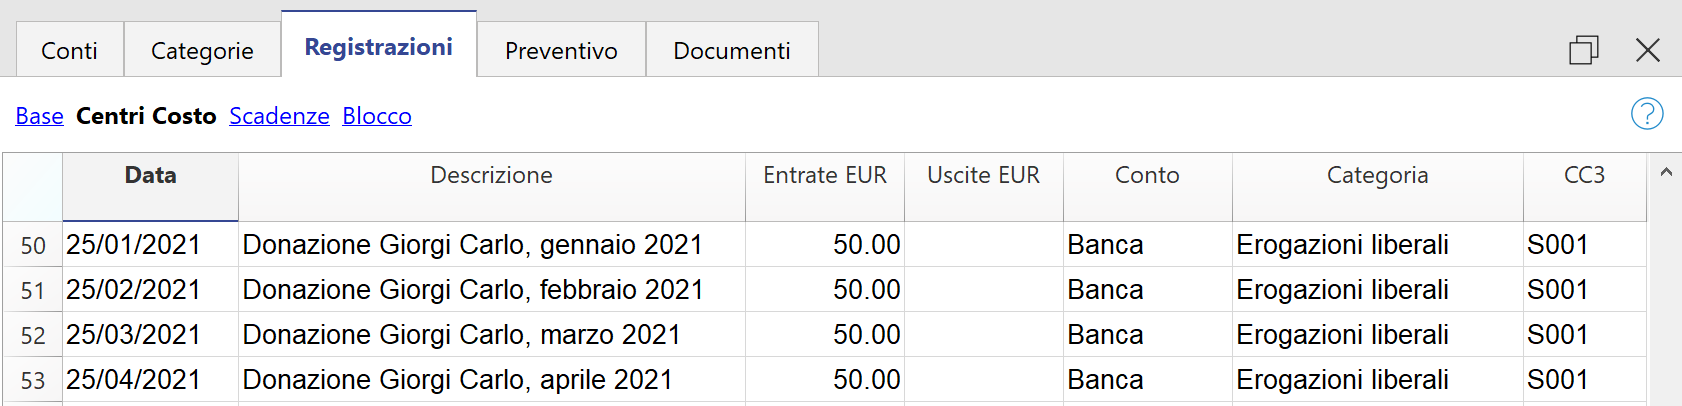 Conti Categorie Registrazioni Preventivo Documenti
Base Centri Costo Scadenze Blocco ?
Data Descrizione Entrate EUR Uscite EUR Conto Categoria CC3
50 25/01/2021 Donazione Giorgi Carlo, gennaio 2021 50.00 Banca Erogazioni liberali S001
51 25/02/2021 Donazione Giorgi Carlo, febbraio 2021 50.00 Banca Erogazioni liberali S001
52 25/03/2021 Donazione Giorgi Carlo, marzo 2021 50.00 Banca Erogazioni liberali S001
53 25/04/2021 Donazione Giorgi Carlo, aprile 2021 50.00 Banca Erogazioni liberali S001